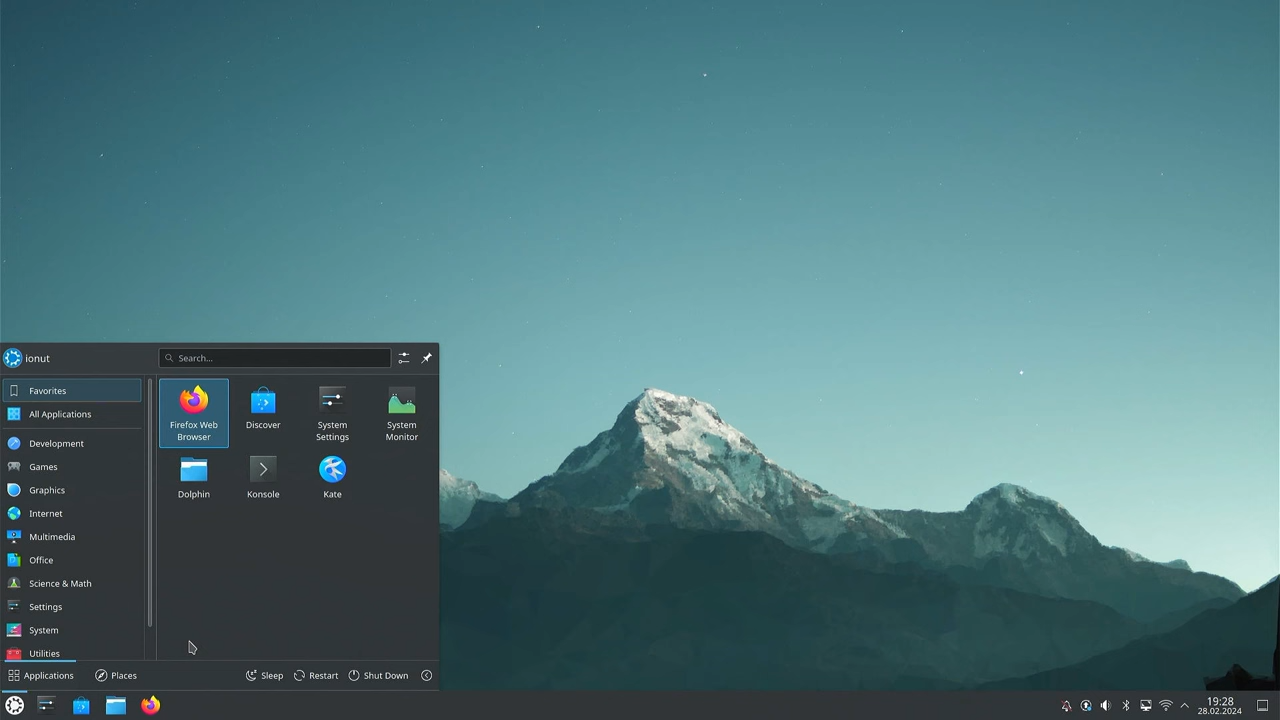 ionut
Search...
Favorites
All Applications
Development
Games
Graphics
Internet
Multimedia
Office
Science & Math
Settings
System
Utilities
Firefox Web
Browser
Discover
System
Settings
System
Monitor
Dolphin
Konsole
Kate
Applications
Places
Sleep
Restart
Shut Down
19:28
28.02.2024